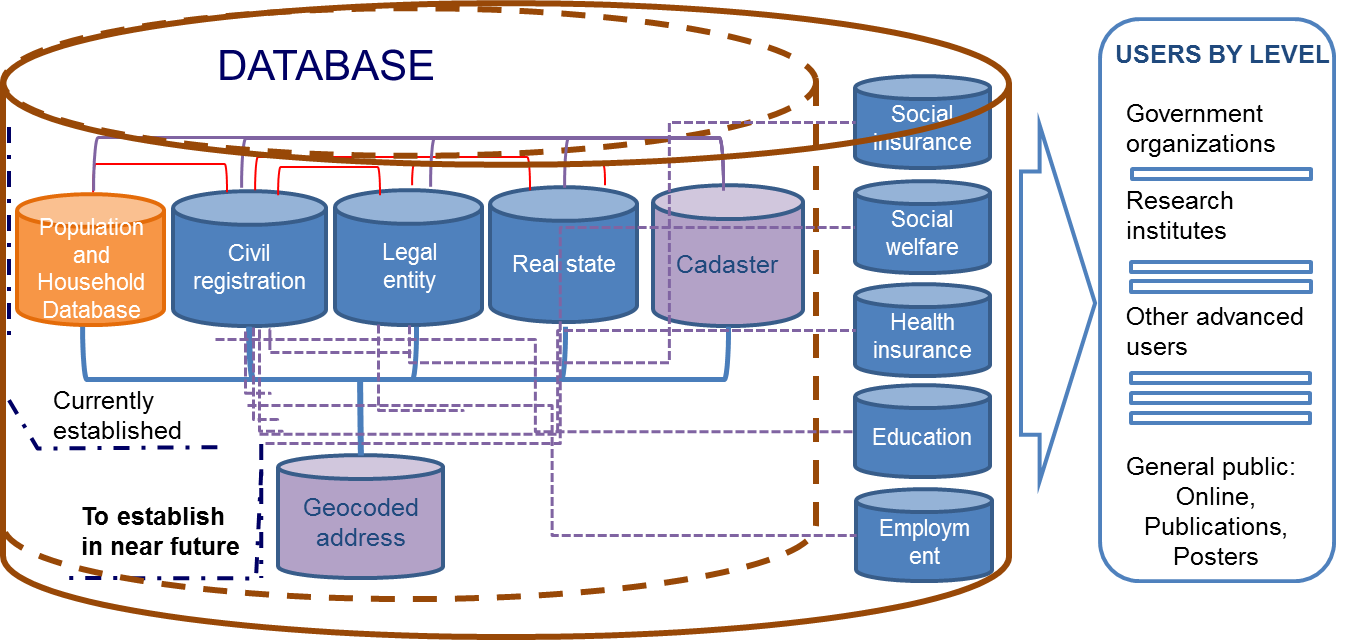 DATABASE
Population
and
Household
Database
Civil
registration
Legal
entity
Real state
Cadaster
Currently
established
To establish
in near future
Geocoded
address
Social
insurance
Social
welfare
Health
insurance
Education
Employm
ent
USERS BY LEVEL
Government
organizations
Research
institutes
Other advanced
users
General public:
Online,
Publications,
Posters